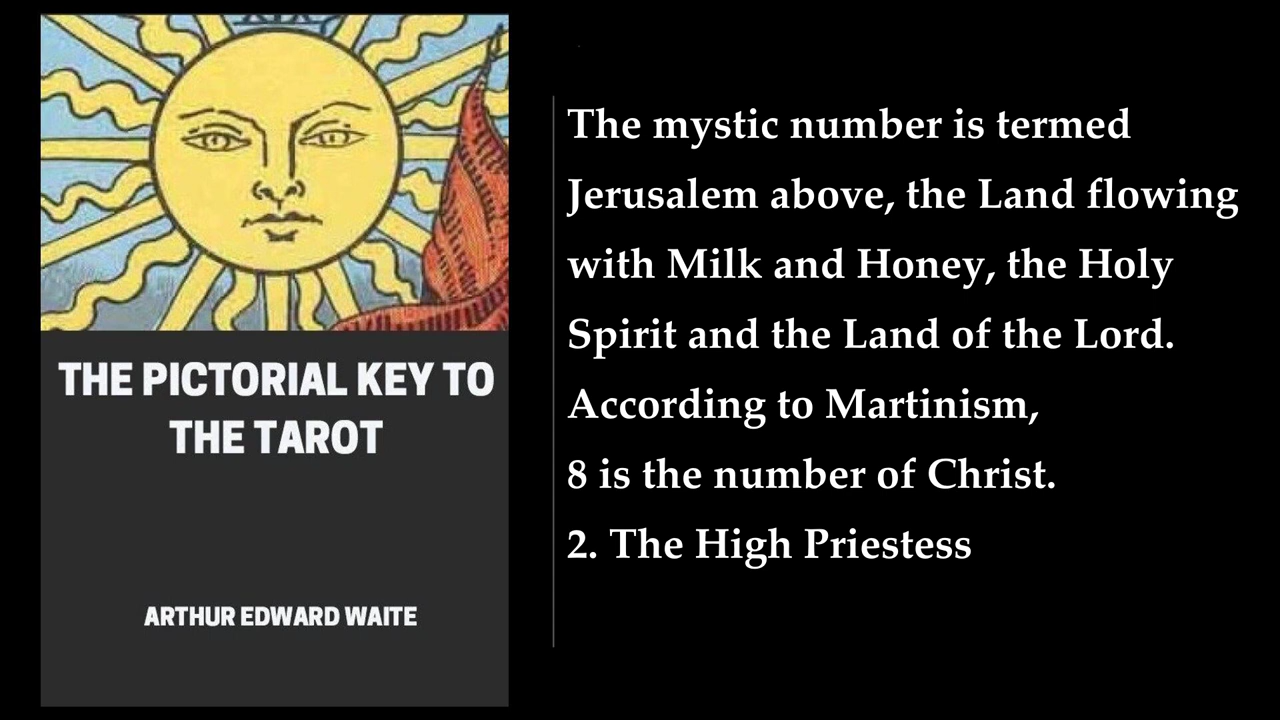 XIX
THE PICTORIAL KEY TO
THE TAROT
ARTHUR EDWARD WAITE
The mystic number is termed
Jerusalem above, the Land flowing
with Milk and Honey, the Holy
Spirit and the Land of the Lord.
According to Martinism,
8 is the number of Christ.
2. The High Priestess